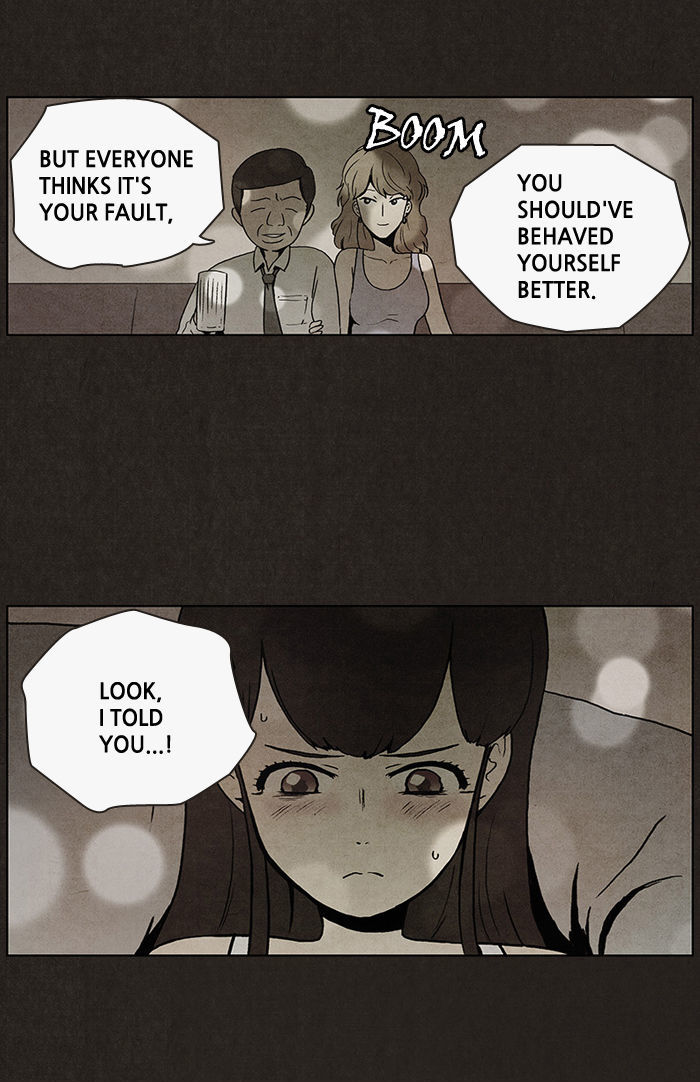 BUT EVERYONE
THINKS IT'S
YOUR FAULT,
BOOM
YOU
SHOULD'VE
BEHAVED
YOURSELF
BETTER.
LOOK,
I TOLD
YOU...!